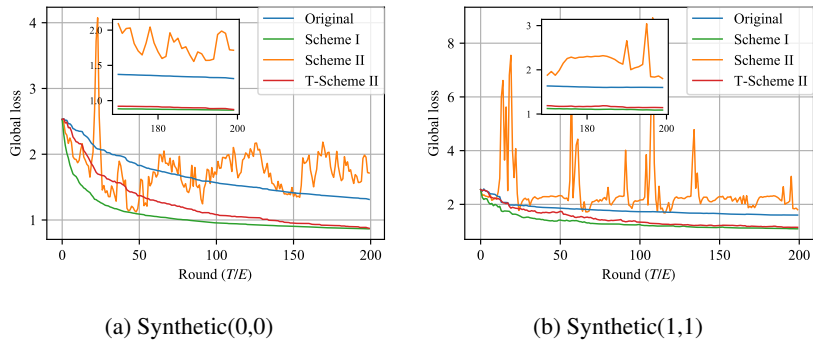 Original
Scheme I
Scheme II
T-Scheme II
2.0
1.5
1.0
180
200
4
3
2
1
Global loss
0
50
100
150
200
Round (T/E)
(a) Synthetic(0,0)
Original
Scheme I
Scheme II
T-Scheme II
3
2
1
180
200
8
6
4
2
Global loss
0
50
100
150
200
Round (T/E)
(b) Synthetic(1,1)